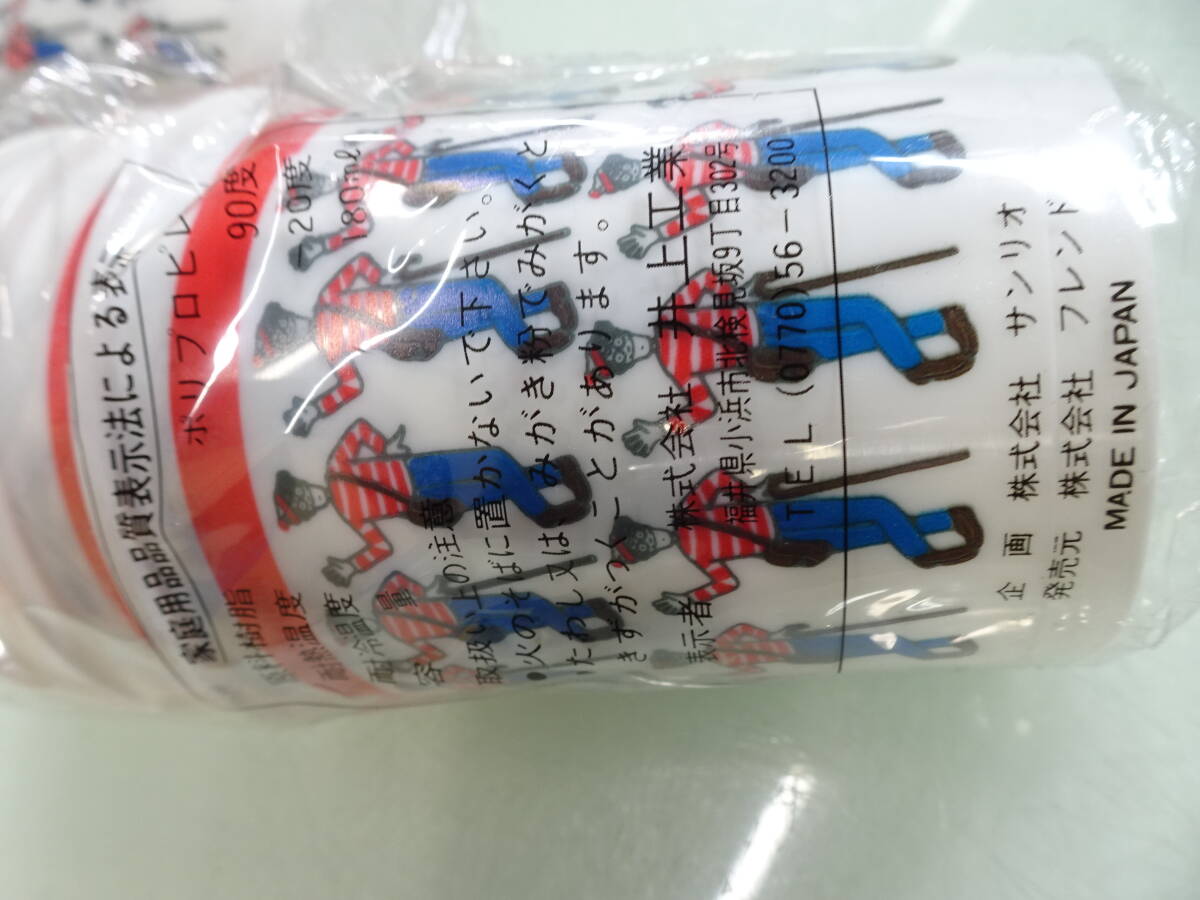 家庭用品品質表示法による表示
原料樹脂 ポリプロピレ
耐熱温度 90度
耐冷温度 -20度
容量 180ml
取扱い上の注意
●火のそばに置かないで下さい。
たわし又はみがき粉でみがくと
きずがつくことがあります。
表示者 株式会社 井上工業
福井県小浜市北検見坂9丁目302号
TEL (0770)56-3200
企画 株式会社 サンリオ
発売元 株式会社 フレンド
MADE IN JAPAN